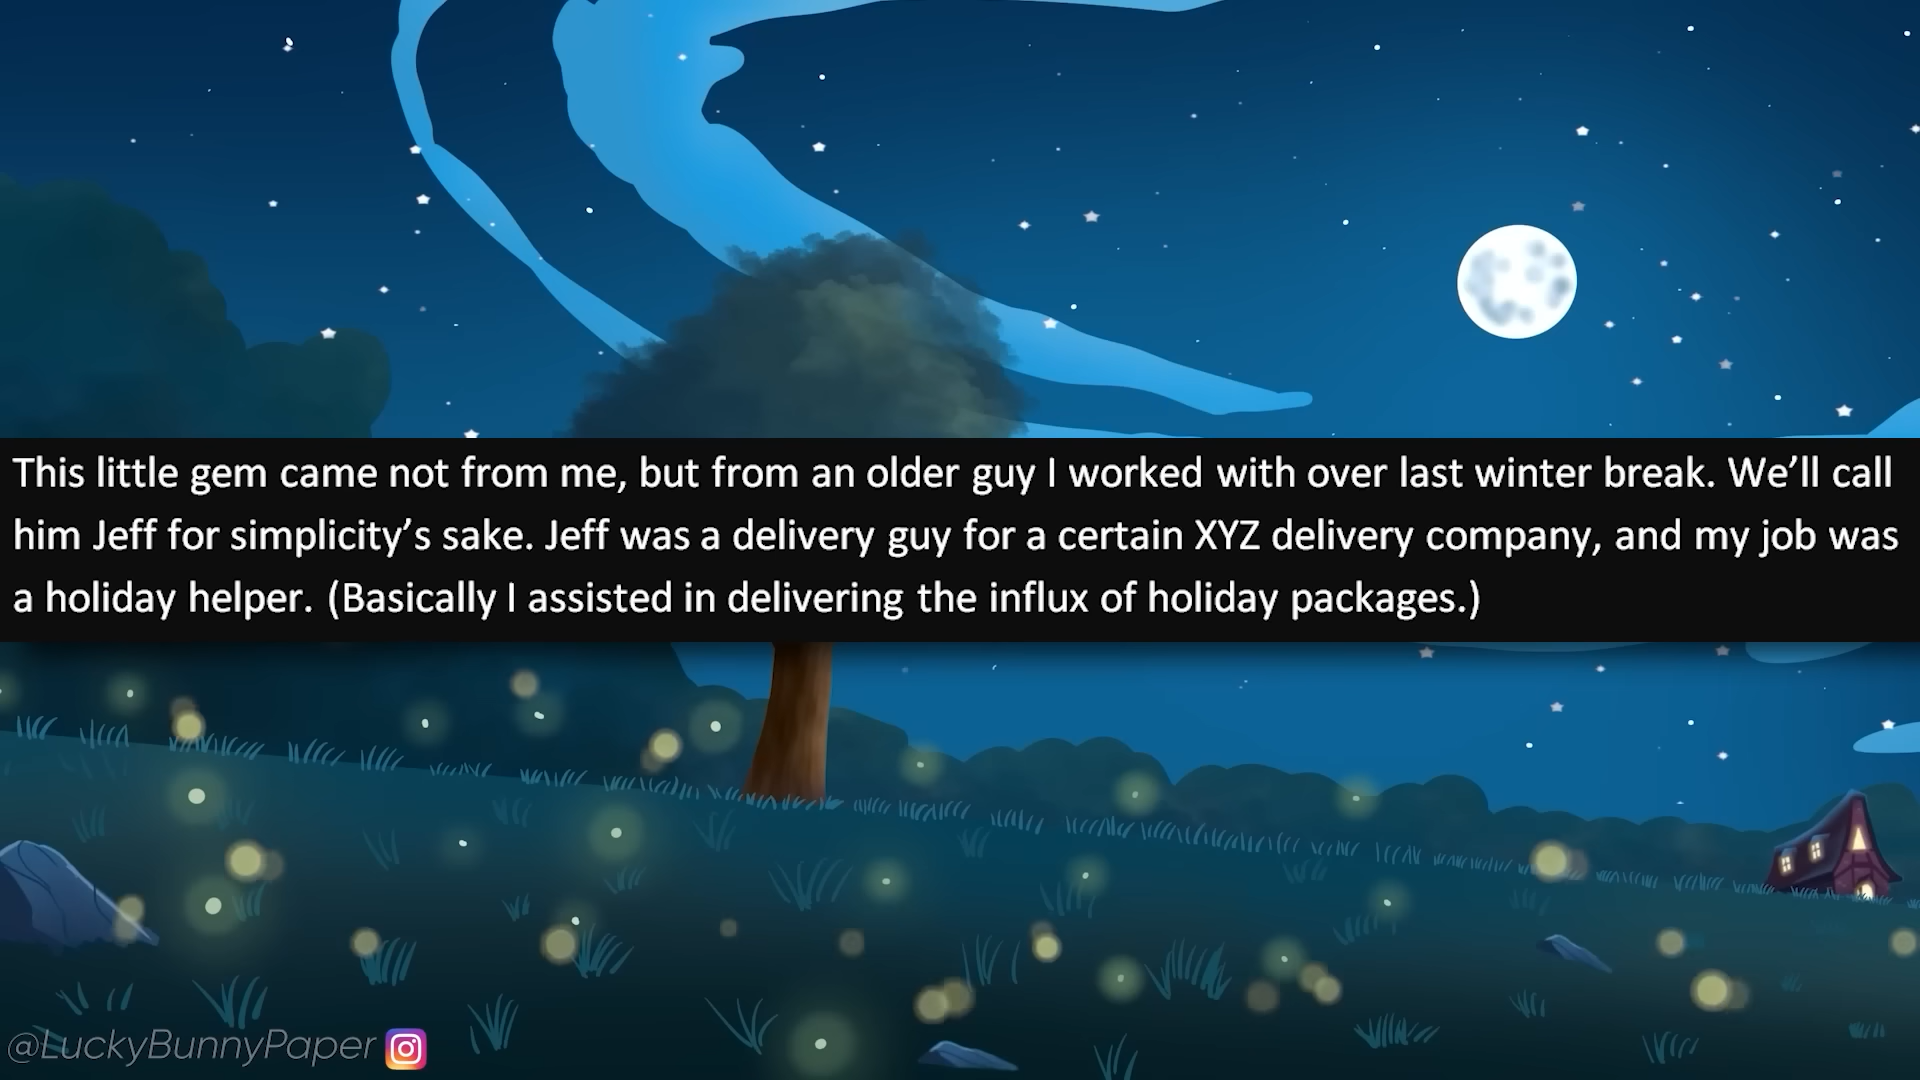 This little gem came not from me, but from an older guy I worked with over last winter break. We’ll call
him Jeff for simplicity’s sake. Jeff was a delivery guy for a certain XYZ delivery company, and my job was
a holiday helper. (Basically I assisted in delivering the influx of holiday packages.)
@LuckyBunnyPaper